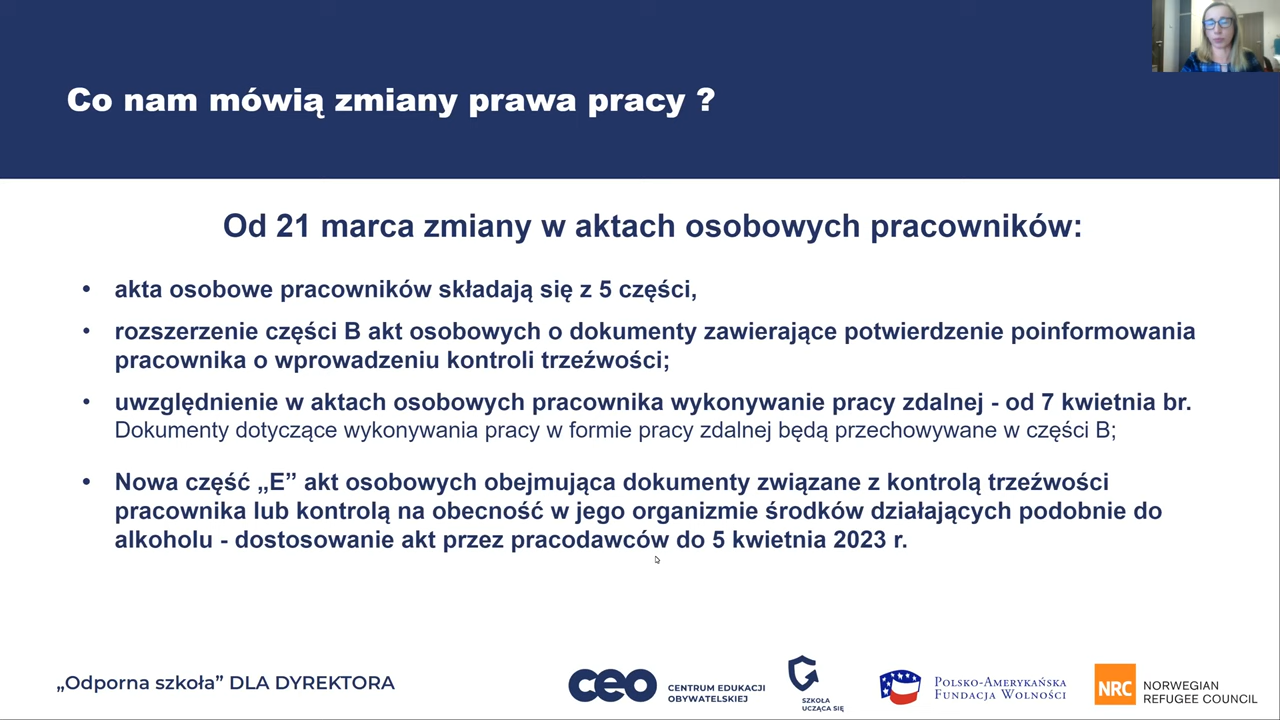 Co nam mówią zmiany prawa pracy ?
Od 21 marca zmiany w aktach osobowych pracowników:
• akta osobowe pracowników składają się z 5 części,
• rozszerzenie części B akt osobowych o dokumenty zawierające potwierdzenie poinformowania
pracownika o wprowadzeniu kontroli trzeźwości;
• uwzględnienie w aktach osobowych pracownika wykonywanie pracy zdalnej - od 7 kwietnia br.
Dokumenty dotyczące wykonywania pracy w formie pracy zdalnej będą przechowywane w części B;
• Nowa część „E” akt osobowych obejmująca dokumenty związane z kontrolą trzeźwości
pracownika lub kontrolą na obecność w jego organizmie środków działających podobnie do
alkoholu - dostosowanie akt przez pracodawców do 5 kwietnia 2023 r.
„Odporna szkoła” DLA DYREKTORA
CEO
CENTRUM EDUKACJI
OBYWATELSKIEJ
SZKOŁA
UCZĄCA SIĘ
POLSKO-AMERYKAŃSKA
FUNDACJA WOLNOŚCI
NRC
NORWEGIAN
REFUGEE COUNCIL